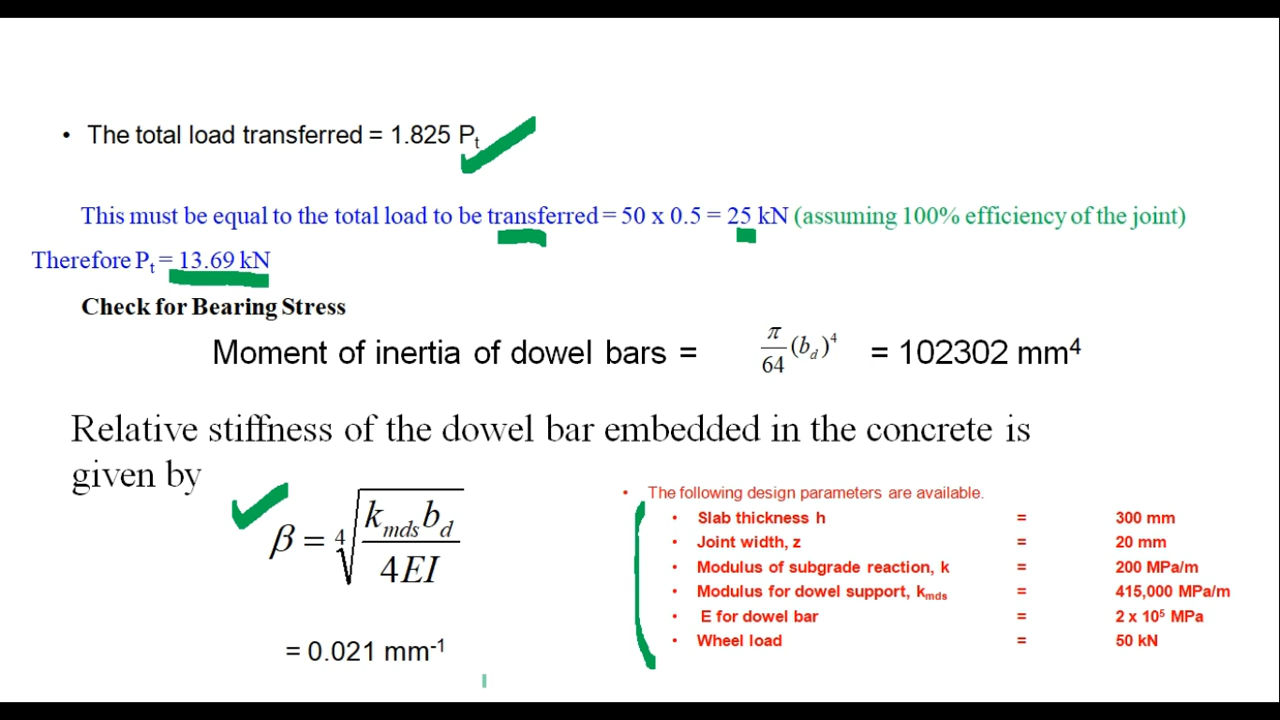 • The total load transferred = 1.825 Pt
This must be equal to the total load to be transferred = 50 x 0.5 = 25 kN (assuming 100% efficiency of the joint)
Therefore Pt = 13.69 kN
Check for Bearing Stress
Moment of inertia of dowel bars = π/64 (b_d)^4 = 102302 mm⁴
Relative stiffness of the dowel bar embedded in the concrete is
given by
β = ⁴√(k_mds b_d / 4EI)
= 0.021 mm⁻¹
• The following design parameters are available.
• Slab thickness h = 300 mm
• Joint width, z = 20 mm
• Modulus of subgrade reaction, k = 200 MPa/m
• Modulus for dowel support, kmds = 415,000 MPa/m
• E for dowel bar = 2 x 10⁵ MPa
• Wheel load = 50 kN